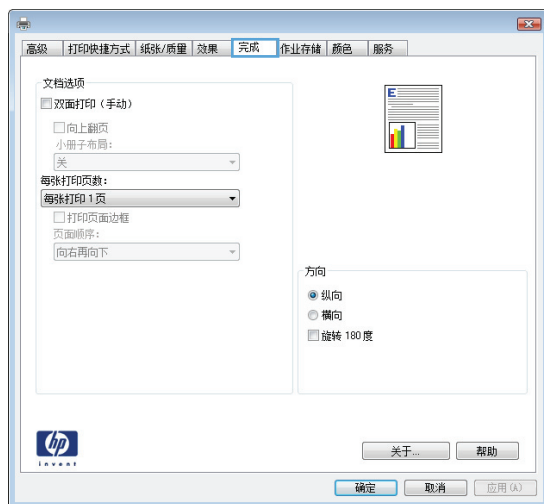 高级 打印快捷方式 纸张/质量 效果 完成 作业存储 颜色 服务
文档选项
双面打印（手动）
向上翻页
小册子布局：
关
每张打印页数：
每张打印 1 页
打印页面边框
页面顺序：
向右再向下
E
方向
纵向
横向
旋转 180 度
hp
invent
关于... 帮助
确定 取消 应用(A)